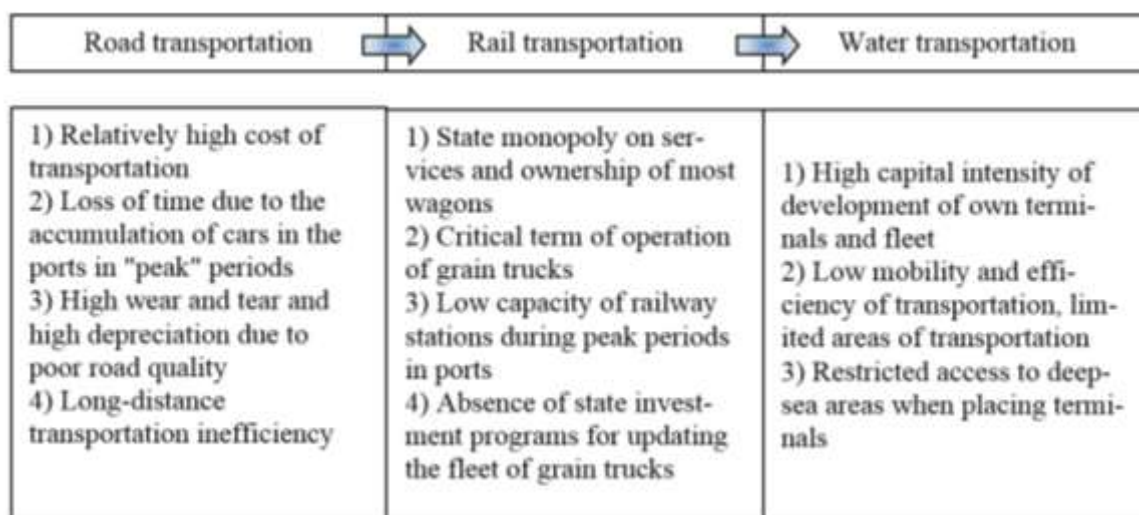 Road transportation
Rail transportation
Water transportation
1) Relatively high cost of
transportation
2) Loss of time due to the
accumulation of cars in the
ports in "peak" periods
3) High wear and tear and
high depreciation due to
poor road quality
4) Long-distance
transportation inefficiency
1) State monopoly on ser-
vices and ownership of most
wagons
2) Critical term of operation
of grain trucks
3) Low capacity of railway
stations during peak periods
in ports
4) Absence of state invest-
ment programs for updating
the fleet of grain trucks
1) High capital intensity of
development of own termi-
nals and fleet
2) Low mobility and effi-
ciency of transportation, lim-
ited areas of transportation
3) Restricted access to deep-
sea areas when placing termi-
nals